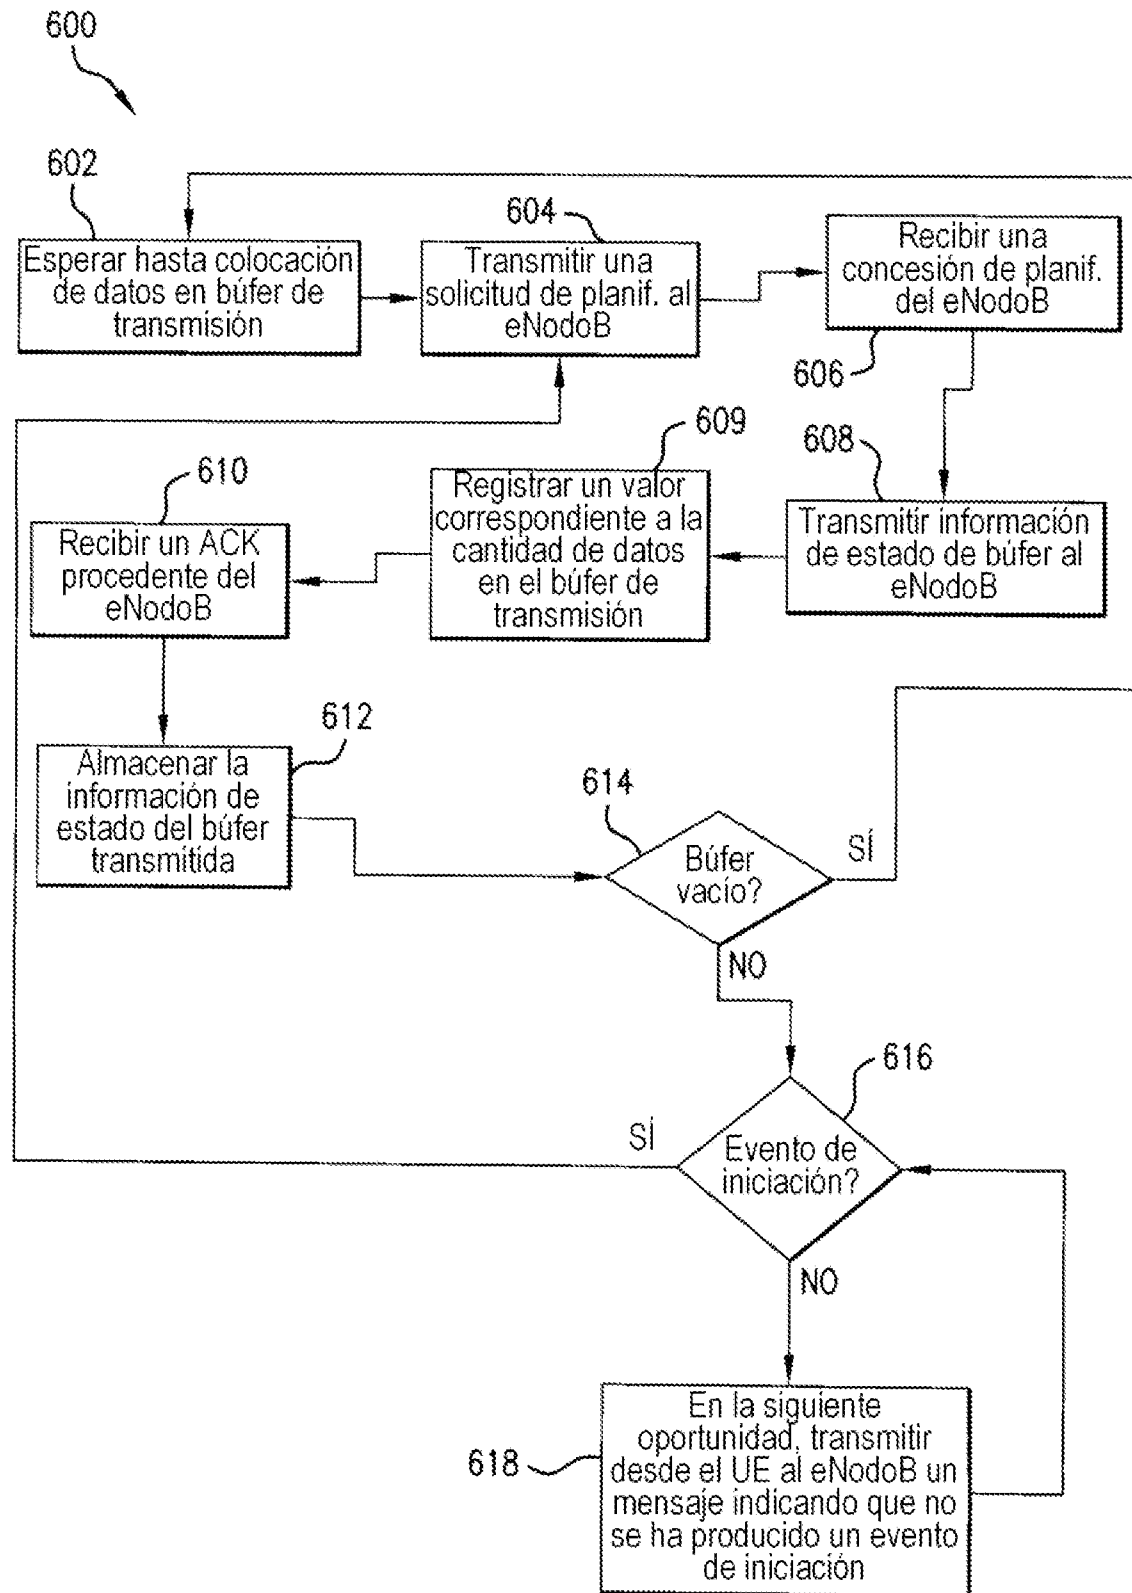 600
602
Esperar hasta colocación
de datos en búfer de
transmisión
604
Transmitir una
solicitud de planif. al
eNodoB
Recibir una
concesión de planif.
del eNodoB
606
608
Transmitir información
de estado de búfer al
eNodoB
609
Registrar un valor
correspondiente a la
cantidad de datos
en el búfer de
transmisión
610
Recibir un ACK
procedente del
eNodoB
612
Almacenar la
información de
estado del búfer
transmitida
614
Búfer
vacío?
SÍ
NO
616
Evento de
iniciación?
SÍ
NO
618
En la siguiente
oportunidad, transmitir
desde el UE al eNodoB un
mensaje indicando que no
se ha producido un evento
de iniciación